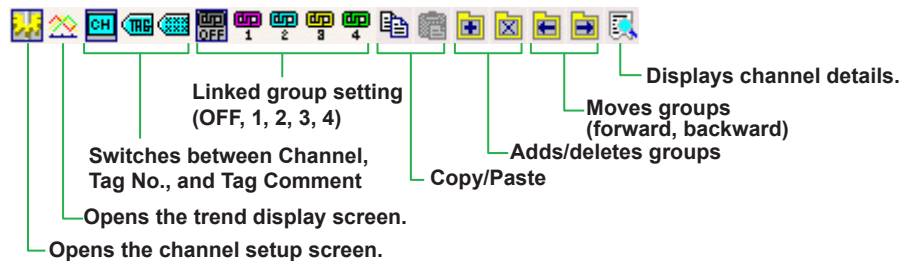 CH TAG OFF 1 2 3 4
Displays channel details.
Linked group setting
(OFF, 1, 2, 3, 4)
Moves groups
(forward, backward)
Switches between Channel,
Tag No., and Tag Comment
Adds/deletes groups
Copy/Paste
Opens the trend display screen.
Opens the channel setup screen.